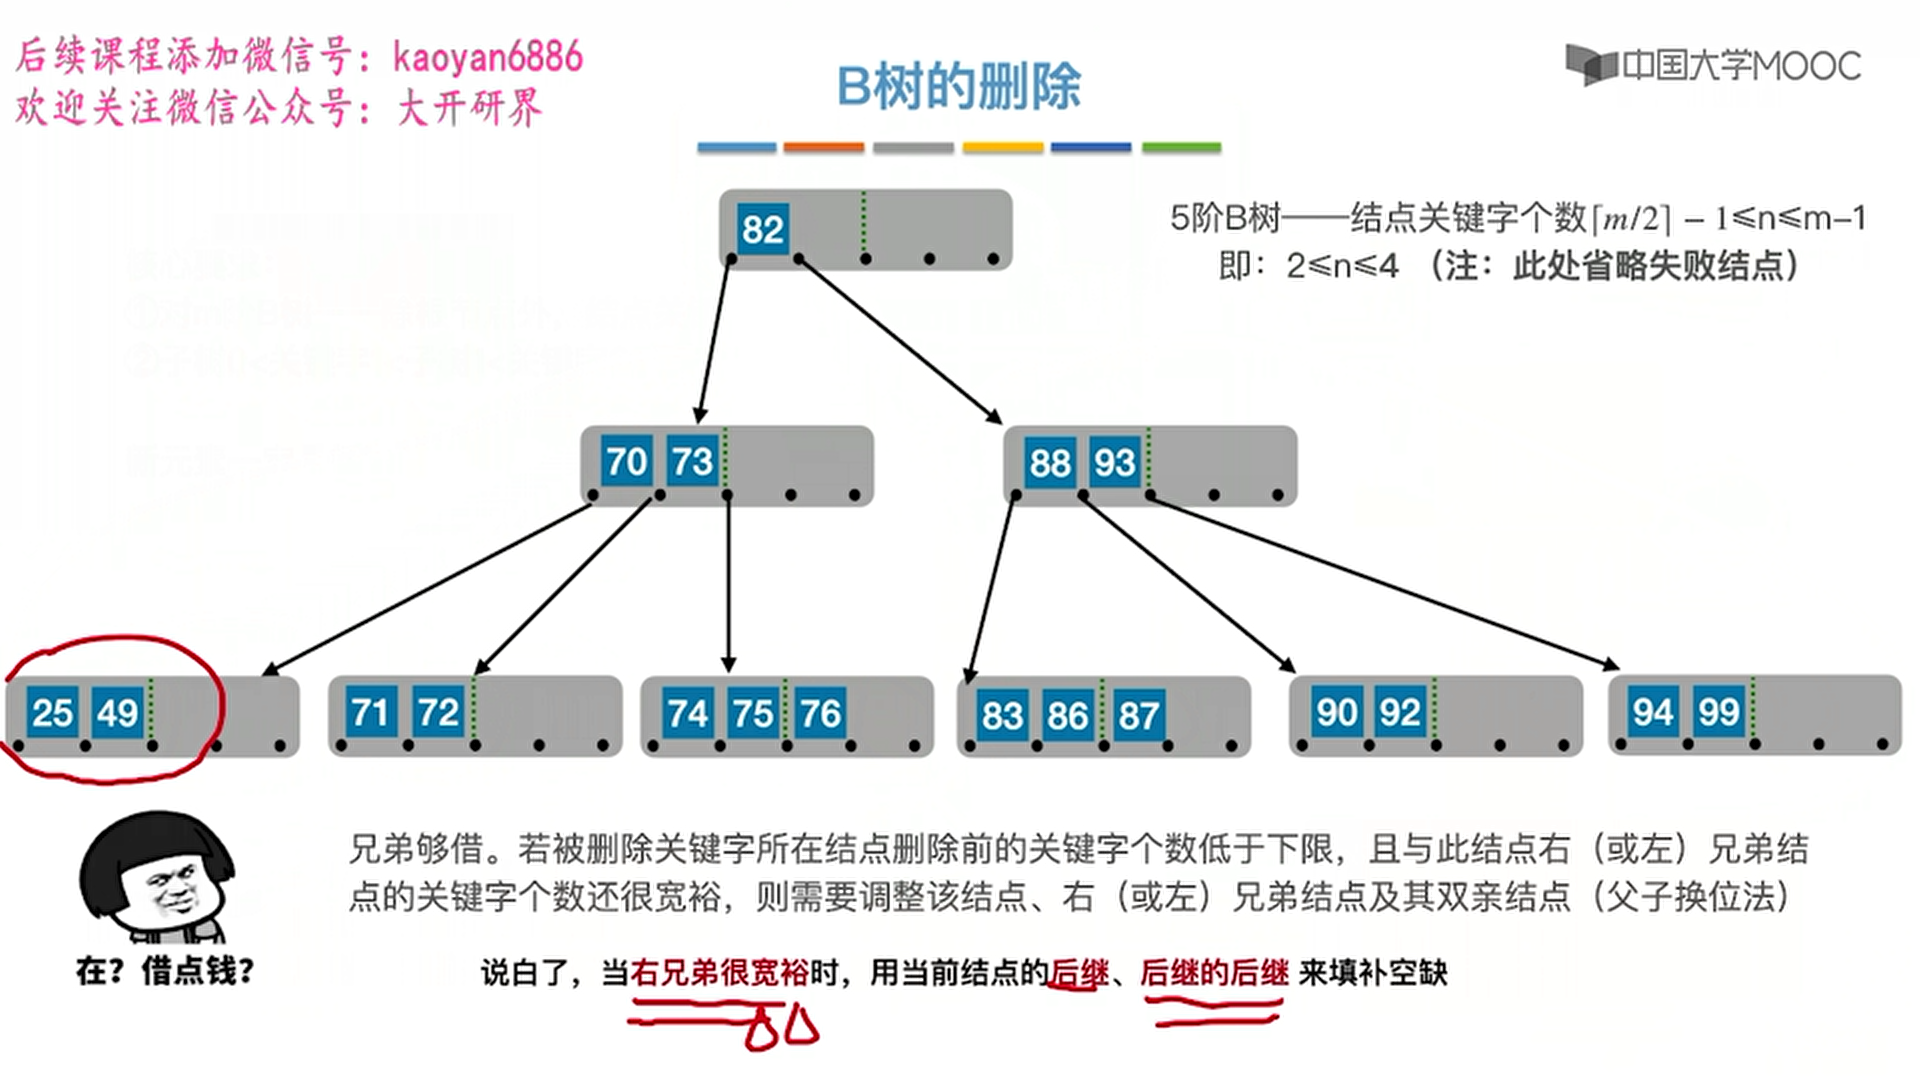 后续课程添加微信号：kaoyan6886
欢迎关注微信公众号：大开研界
中国大学MOOC
B树的删除
5阶B树——结点关键字个数⌈m/2⌉ − 1≤n≤m–1
即：2≤n≤4 （注：此处省略失败结点）
82
70 73
88 93
25 49
71 72
74 75 76
83 86 87
90 92
94 99
兄弟够借。若被删除关键字所在结点删除前的关键字个数低于下限，且与此结点右（或左）兄弟结
点的关键字个数还很宽裕，则需要调整该结点、右（或左）兄弟结点及其双亲结点（父子换位法）
在？借点钱？
说白了，当右兄弟很宽裕时，用当前结点的后继、后继的后继 来填补空缺